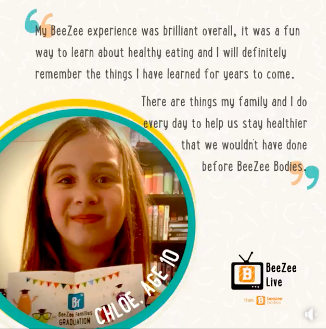 My BeeZee experience was brilliant overall, it was a fun
way to learn about healthy eating and I will definitely
remember the things I have learned for years to come.
There are things my family and I do
every day to help us stay healthier
that we wouldn't have done
before BeeZee Bodies.
CHLOE, AGE 10
BeeZee families
GRADUATION
BeeZee
Live
from
beezee